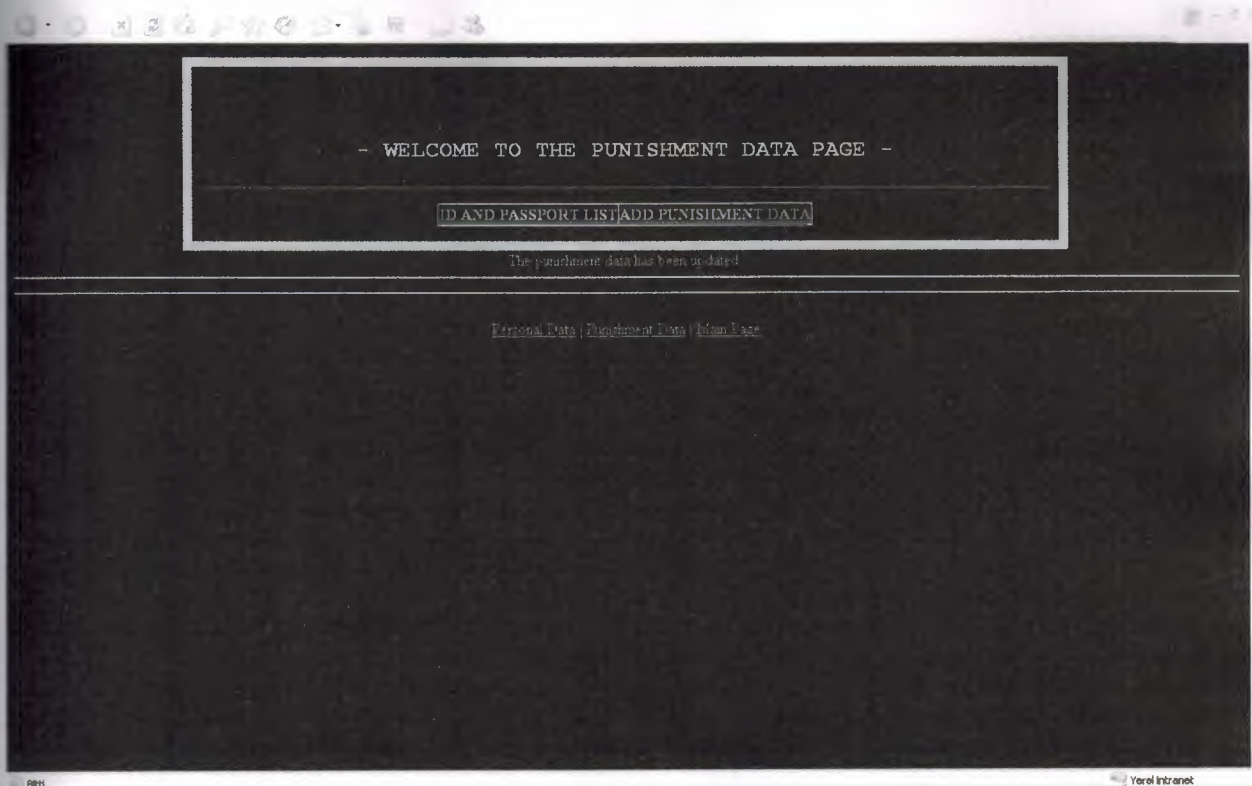 - WELCOME TO THE PUNISHMENT DATA PAGE -
ID AND PASSPORT LIST ADD PUNISHMENT DATA
The punishment data has been updated
Personal Data | Punishment Data | Main Page
Bitti
Yerel intranet